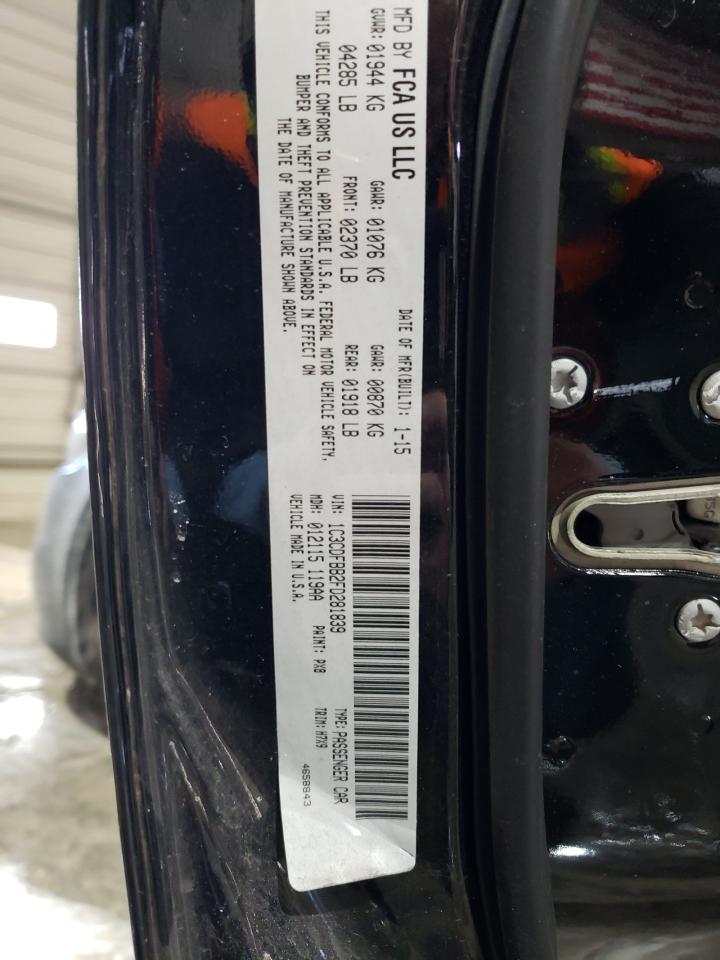 MFD BY FCA US LLC
DATE OF MFR(BUILT): 1-15
GVWR: 01944 KG
GAWR: 01076 KG
GAWR: 00870 KG
04285 LB
FRONT: 02370 LB
REAR: 01918 LB
THIS VEHICLE CONFORMS TO ALL APPLICABLE U.S.A. FEDERAL MOTOR VEHICLE SAFETY,
BUMPER AND THEFT PREVENTION STANDARDS IN EFFECT ON
THE DATE OF MANUFACTURE SHOWN ABOVE.
VIN: 1C3CDFBB2FD281839
TYPE: PASSENGER CAR
MDH: 012115 119AA
PAINT: PX8
TRIM: H7X9
VEHICLE MADE IN U.S.A.
4658843